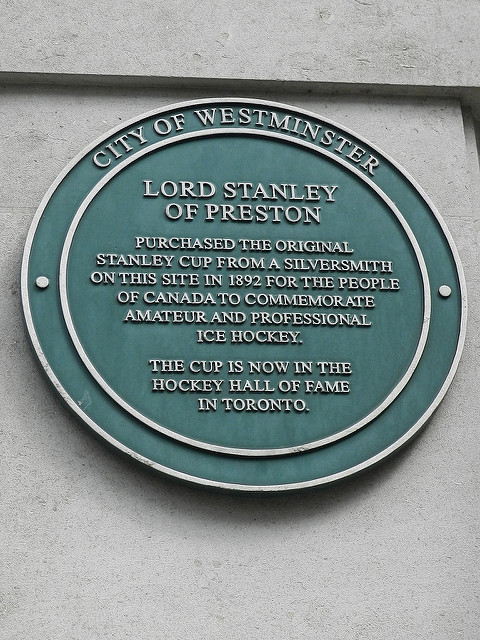 CITY OF WESTMINSTER
LORD STANLEY
OF PRESTON
PURCHASED THE ORIGINAL
STANLEY CUP FROM A SILVERSMITH
ON THIS SITE IN 1892 FOR THE PEOPLE
OF CANADA TO COMMEMORATE
AMATEUR AND PROFESSIONAL
ICE HOCKEY.
THE CUP IS NOW IN THE
HOCKEY HALL OF FAME
IN TORONTO.